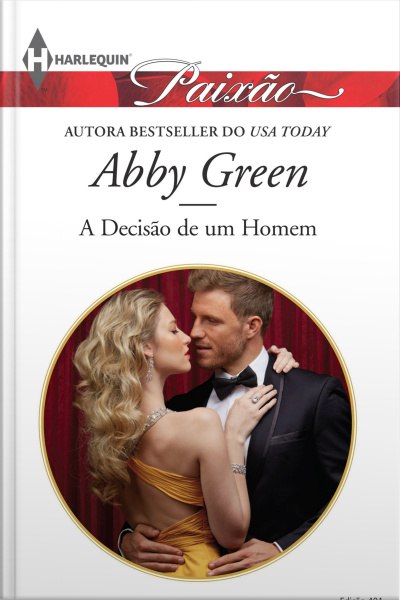 HARLEQUIN®
Paixão
AUTORA BESTSELLER DO USA TODAY
Abby Green
A Decisão de um Homem